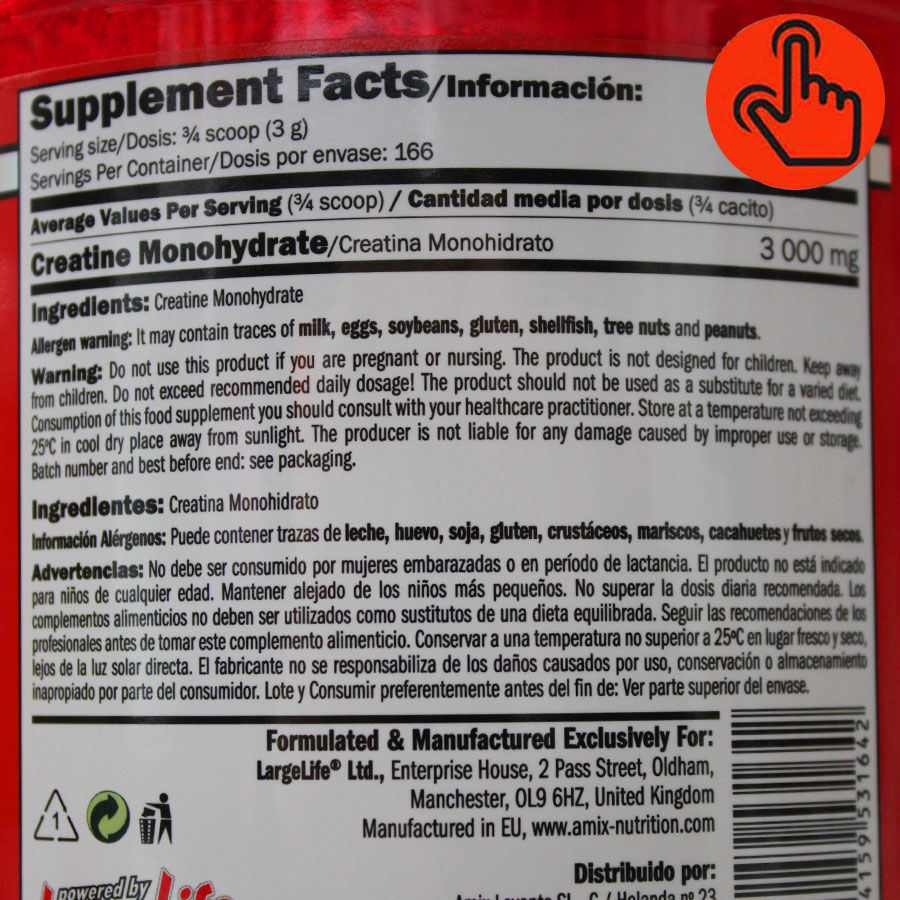 Supplement Facts/Información:
Serving size/Dosis: ¾ scoop (3 g)
Servings Per Container/Dosis por envase: 166
Average Values Per Serving (¾ scoop) / Cantidad media por dosis (¾ cacito)
Creatine Monohydrate/Creatina Monohidrato 3 000 mg
Ingredients: Creatine Monohydrate
Allergen warning: It may contain traces of milk, eggs, soybeans, gluten, shellfish, tree nuts and peanuts.
Warning: Do not use this product if you are pregnant or nursing. The product is not designed for children. Keep away
from children. Do not exceed recommended daily dosage! The product should not be used as a substitute for a varied diet.
Consumption of this food supplement you should consult with your healthcare practitioner. Store at a temperature not exceeding
25ºC in cool dry place away from sunlight. The producer is not liable for any damage caused by improper use or storage.
Batch number and best before end: see packaging.
Ingredientes: Creatina Monohidrato
Información Alérgenos: Puede contener trazas de leche, huevo, soja, gluten, crustáceos, mariscos, cacahuetes y frutos secos.
Advertencias: No debe ser consumido por mujeres embarazadas o en período de lactancia. El producto no está indicado
para niños de cualquier edad. Mantener alejado de los niños más pequeños. No superar la dosis diaria recomendada. Los
complementos alimenticios no deben ser utilizados como sustitutos de una dieta equilibrada. Seguir las recomendaciones de los
profesionales antes de tomar este complemento alimenticio. Conservar a una temperatura no superior a 25ºC en lugar fresco y seco,
lejos de la luz solar directa. El fabricante no se responsabiliza de los daños causados por uso, conservación o almacenamiento
inapropiado por parte del consumidor. Lote y Consumir preferentemente antes del fin de: Ver parte superior del envase.
Formulated & Manufactured Exclusively For:
LargeLife® Ltd., Enterprise House, 2 Pass Street, Oldham,
Manchester, OL9 6HZ, United Kingdom
Manufactured in EU, www.amix-nutrition.com
1
Distribuido por:
powered by
4159531642